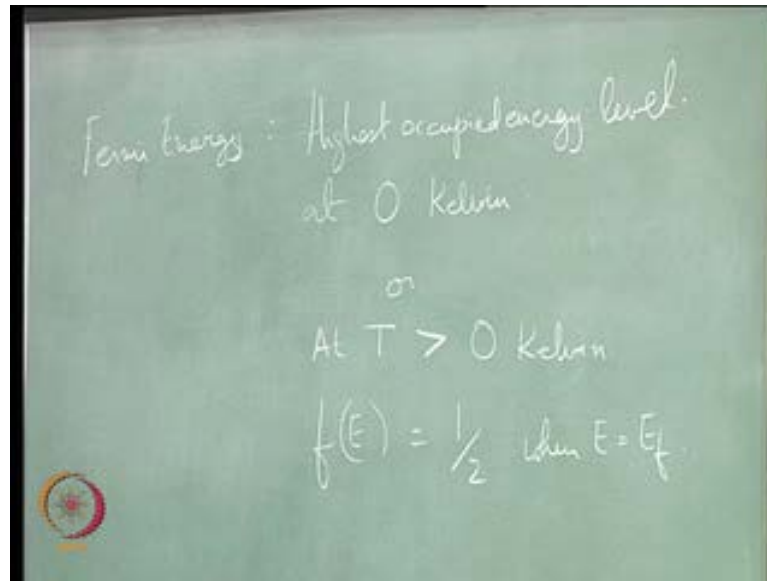 Fermi Energy : Highest occupied energy level.
at 0 Kelvin
or
At T > 0 Kelvin
f(E) = 1/2 when E = Ef